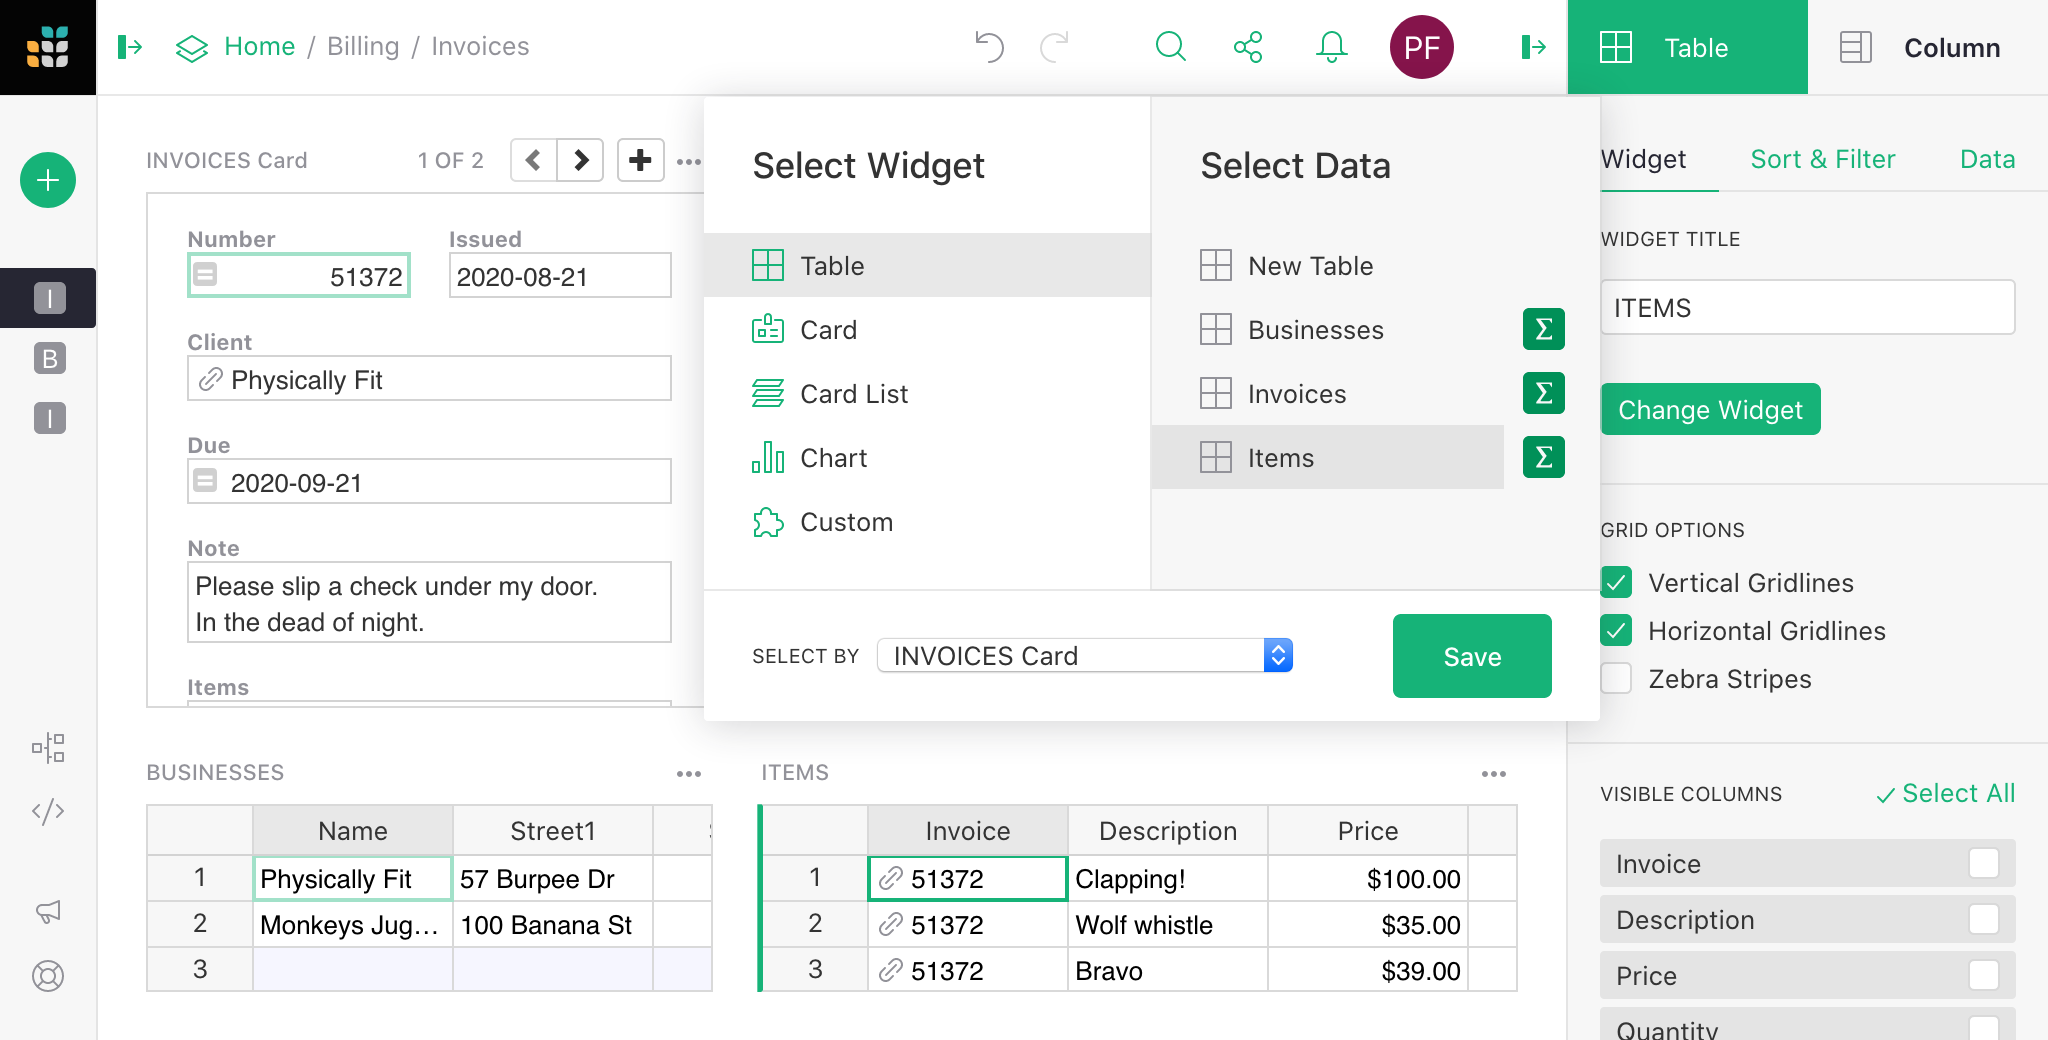 Home / Billing / Invoices
PF
Table
Column
INVOICES Card
1 OF 2
Number
51372
Issued
2020-08-21
Client
Physically Fit
Due
2020-09-21
Note
Please slip a check under my door.
In the dead of night.
Items
I
B
I
Select Widget
Table
Card
Card List
Chart
Custom
Select Data
New Table
Businesses Σ
Invoices Σ
Items Σ
SELECT BY INVOICES Card
Save
Widget Sort & Filter Data
WIDGET TITLE
ITEMS
Change Widget
GRID OPTIONS
Vertical Gridlines
Horizontal Gridlines
Zebra Stripes
VISIBLE COLUMNS Select All
Invoice
Description
Price
Quantity
BUSINESSES
Name Street1
1 Physically Fit 57 Burpee Dr
2 Monkeys Jug… 100 Banana St
3
ITEMS
Invoice Description Price
1 51372 Clapping! $100.00
2 51372 Wolf whistle $35.00
3 51372 Bravo $39.00